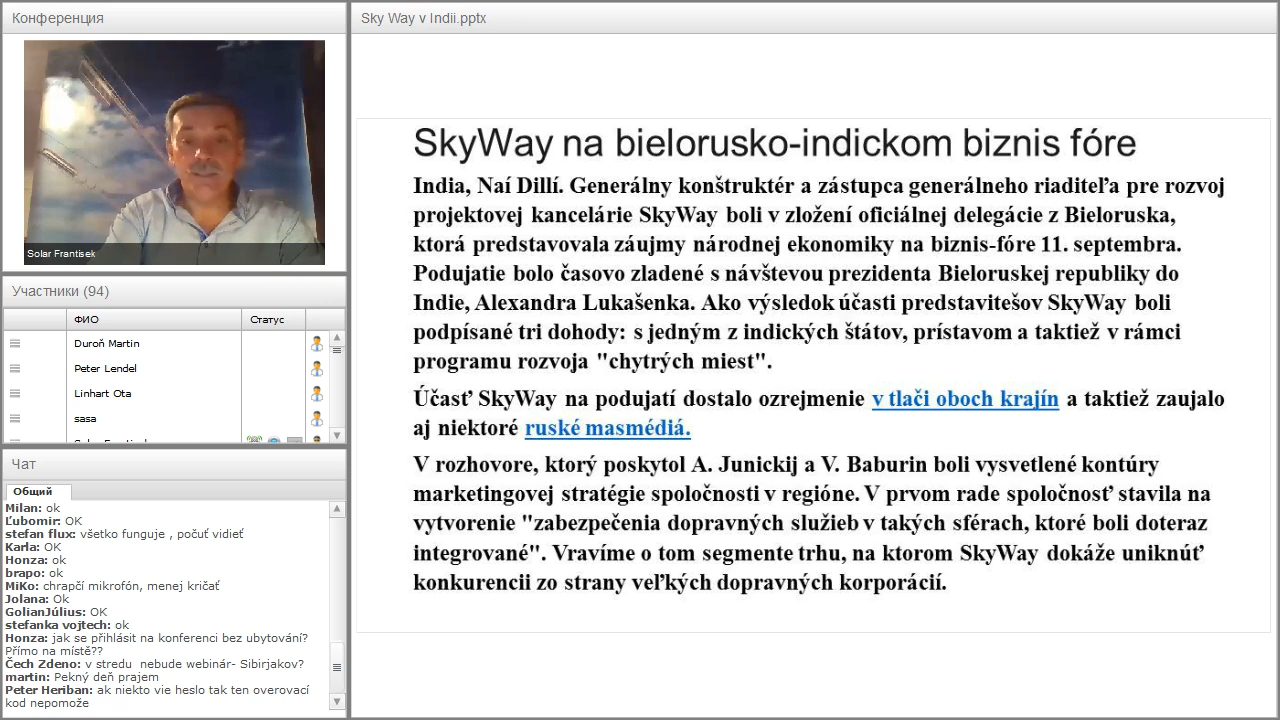 Конференция
Solar Frantisek
Участники (94)
ФИО Статус
Duroň Martin
Peter Lendel
Linhart Ota
sasa
Чат
Общий
Milan: ok
Ľubomir: OK
stefan flux: všetko funguje , počuť vidieť
Karla: OK
Honza: ok
brapo: ok
MiKo: chrapčí mikrofón, menej kričať
Jolana: Ok
GolianJúlius: OK
stefanka vojtech: ok
Honza: jak se přihlásit na konferenci bez ubytování?
Přímo na místě??
Čech Zdeno: v stredu nebude webinár- Sibirjakov?
martin: Pekný deň prajem
Peter Heriban: ak niekto vie heslo tak ten overovací
kod nepomože
Sky Way v Indii.pptx
SkyWay na bielorusko-indickom biznis fóre
India, Naí Dillí. Generálny konštruktér a zástupca generálneho riaditeľa pre rozvoj
projektovej kancelárie SkyWay boli v zložení oficiálnej delegácie z Bieloruska,
ktorá predstavovala záujmy národnej ekonomiky na biznis-fóre 11. septembra.
Podujatie bolo časovo zladené s návštevou prezidenta Bieloruskej republiky do
Indie, Alexandra Lukašenka. Ako výsledok účasti predstavitešov SkyWay boli
podpísané tri dohody: s jedným z indických štátov, prístavom a taktiež v rámci
programu rozvoja "chytrých miest".
Účasť SkyWay na podujatí dostalo ozrejmenie v tlači oboch krajín a taktiež zaujalo
aj niektoré ruské masmédiá.
V rozhovore, ktorý poskytol A. Junickij a V. Baburin boli vysvetlené kontúry
marketingovej stratégie spoločnosti v regióne. V prvom rade spoločnosť stavila na
vytvorenie "zabezpečenia dopravných služieb v takých sférach, ktoré boli doteraz
integrované". Vravíme o tom segmente trhu, na ktorom SkyWay dokáže uniknúť
konkurencii zo strany veľkých dopravných korporácií.